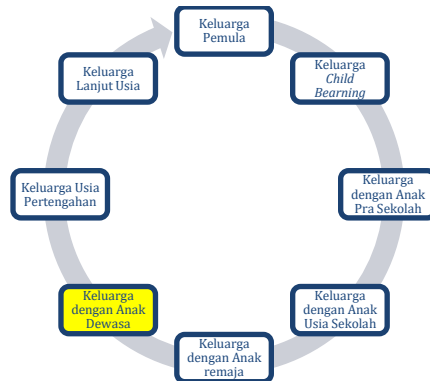 Keluarga
Pemula
Keluarga
Child
Bearning
Keluarga
dengan Anak
Pra Sekolah
Keluarga
dengan Anak
Usia Sekolah
Keluarga
dengan Anak
remaja
Keluarga
dengan Anak
Dewasa
Keluarga Usia
Pertengahan
Keluarga
Lanjut Usia